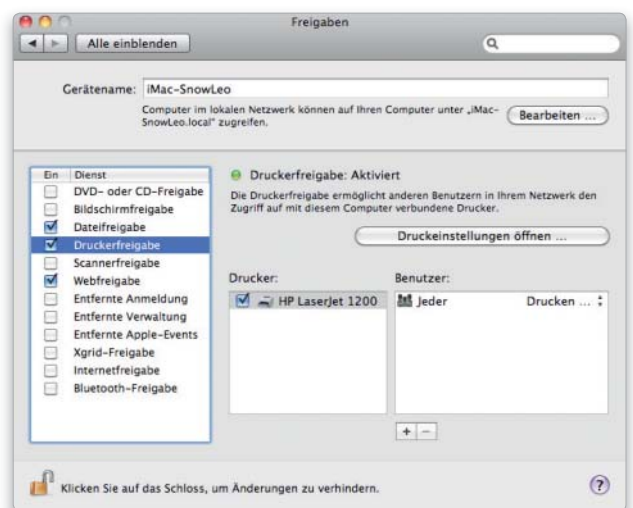 Freigaben
Alle einblenden
Gerätename: iMac-SnowLeo
Computer im lokalen Netzwerk können auf Ihren Computer unter „iMac-
SnowLeo.local“ zugreifen.
Bearbeiten ...
Ein Dienst
DVD- oder CD-Freigabe
Bildschirmfreigabe
Dateifreigabe
Druckerfreigabe
Scannerfreigabe
Webfreigabe
Entfernte Anmeldung
Entfernte Verwaltung
Entfernte Apple-Events
Xgrid-Freigabe
Internetfreigabe
Bluetooth-Freigabe
Druckerfreigabe: Aktiviert
Die Druckerfreigabe ermöglicht anderen Benutzern in Ihrem Netzwerk den
Zugriff auf mit diesem Computer verbundene Drucker.
Druckeinstellungen öffnen ...
Drucker:
HP LaserJet 1200
Benutzer:
Jeder Drucken ...
+ −
Klicken Sie auf das Schloss, um Änderungen zu verhindern.
?